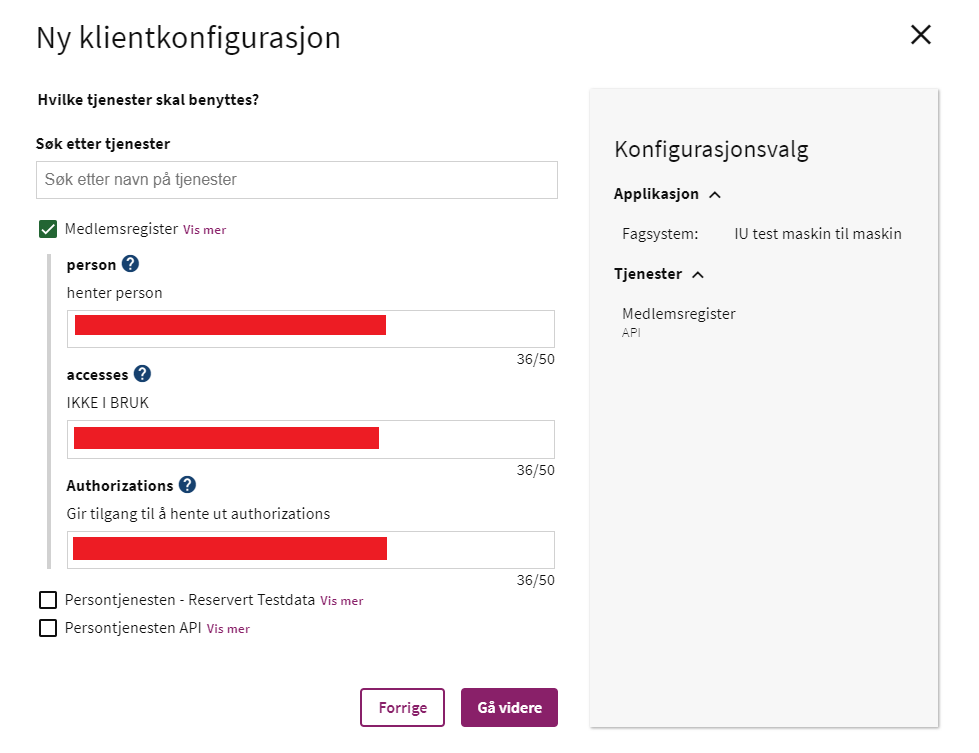 Ny klientkonfigurasjon
Hvilke tjenester skal benyttes?
Søk etter tjenester
Søk etter navn på tjenester
Medlemsregister Vis mer
person ?
henter person
36/50
accesses ?
IKKE I BRUK
36/50
Authorizations ?
Gir tilgang til å hente ut authorizations
36/50
Persontjenesten - Reservert Testdata Vis mer
Persontjenesten API Vis mer
Forrige
Gå videre
Konfigurasjonsvalg
Applikasjon
Fagsystem: IU test maskin til maskin
Tjenester
Medlemsregister
API